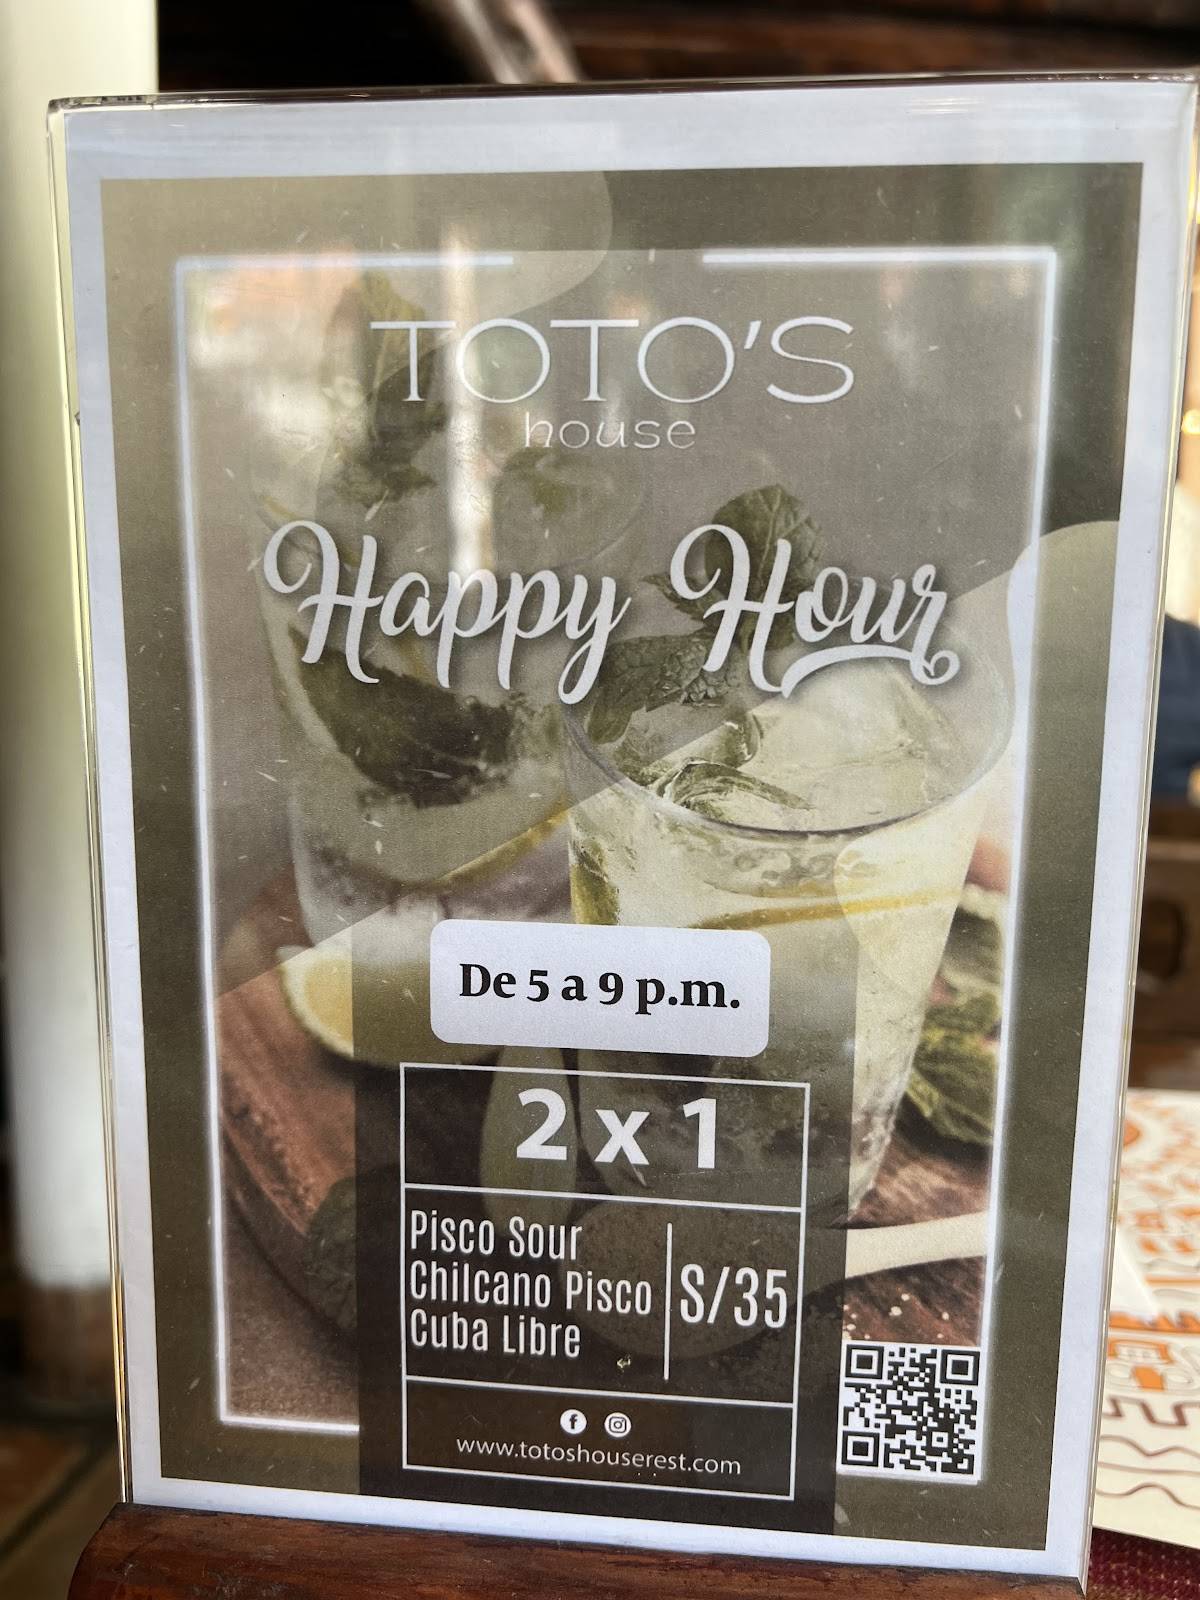 TOTO'S
house
Happy Hour
De 5 a 9 p.m.
2 x 1
Pisco Sour
Chilcano Pisco
Cuba Libre
S/35
www.totoshouserest.com